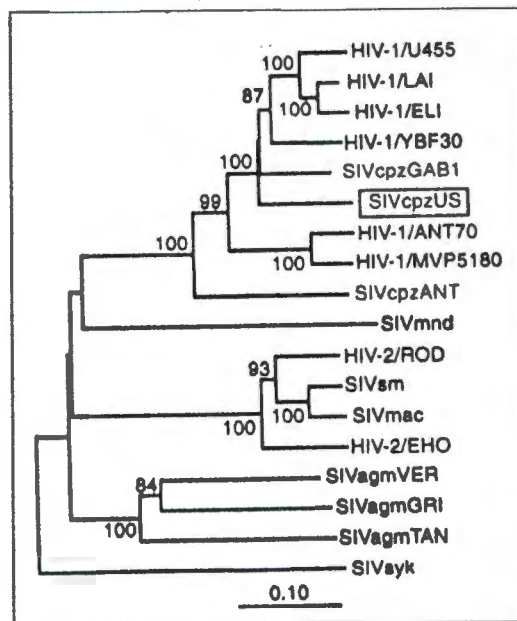 HIV-1/U455
100
HIV-1/LAI
87
100
HIV-1/ELI
HIV-1/YBF30
100
SIVcpzGAB1
99
SIVcpzUS
HIV-1/ANT70
100
100
HIV-1/MVP5180
SIVcpzANT
SIVmnd
HIV-2/ROD
93
SIVsm
100
SIVmac
100
HIV-2/EHO
SIVagmVER
84
SIVagmGRI
100
SIVagmTAN
SIVsyk
0.10